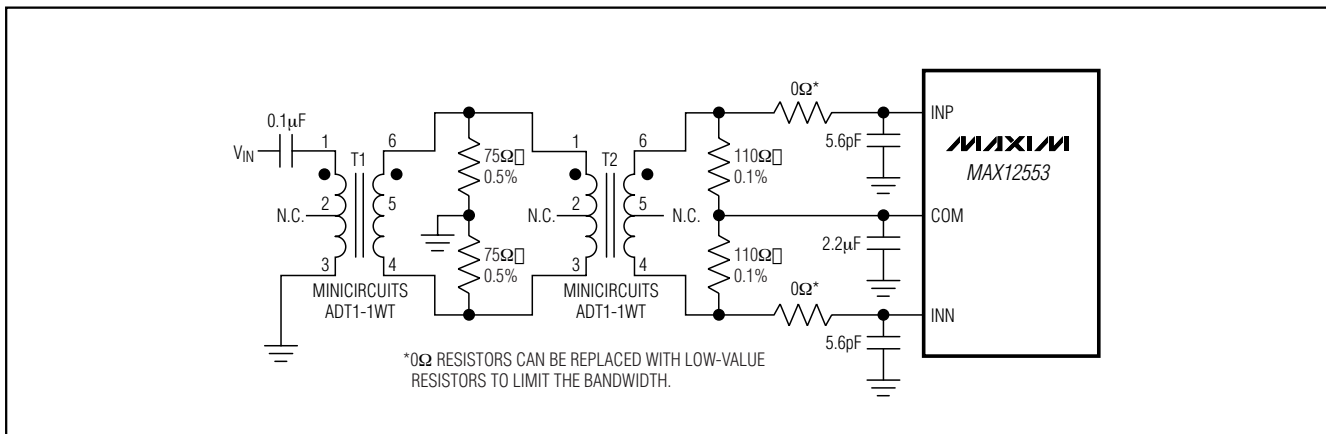 0.1μF
V_IN
1
T1
6
N.C.
2
5
3
4
MINICIRCUITS
ADT1-1WT
75Ω▯
0.5%
75Ω▯
0.5%
1
T2
6
N.C.
2
5
N.C.
3
4
MINICIRCUITS
ADT1-1WT
110Ω▯
0.1%
110Ω▯
0.1%
0Ω*
5.6pF
2.2μF
0Ω*
5.6pF
INP
MAXIM
MAX12553
COM
INN
*0Ω RESISTORS CAN BE REPLACED WITH LOW-VALUE
RESISTORS TO LIMIT THE BANDWIDTH.